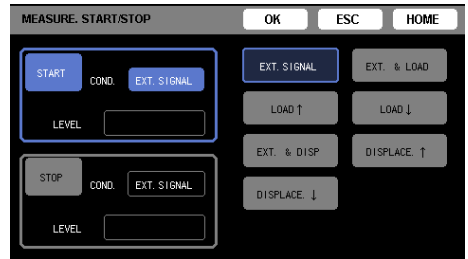 MEASURE. START/STOP OK ESC HOME
START COND. EXT. SIGNAL
LEVEL
STOP COND. EXT. SIGNAL
LEVEL
EXT. SIGNAL EXT. & LOAD
LOAD↑ LOAD↓
EXT. & DISP DISPLACE. ↑
DISPLACE. ↓